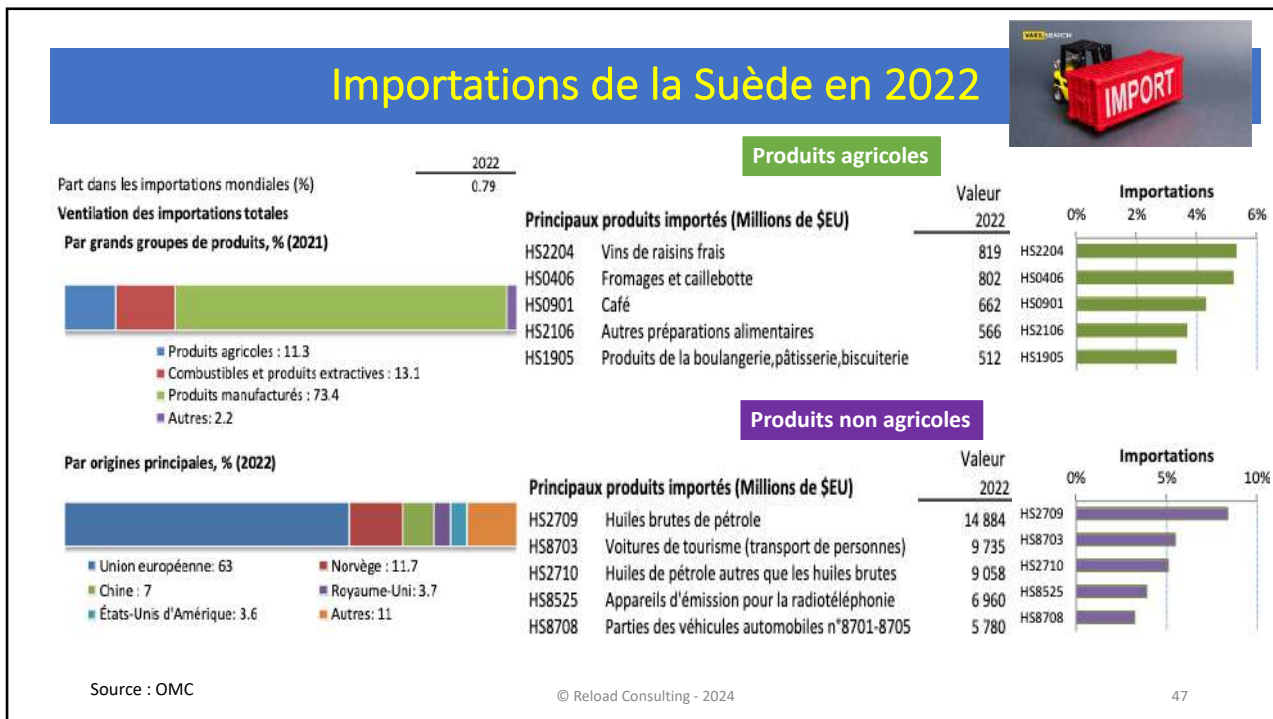 Importations de la Suède en 2022
VAKILSEARCH
IMPORT
2022
Part dans les importations mondiales (%) 0.79
Ventilation des importations totales
Par grands groupes de produits, % (2021)
Produits agricoles : 11.3
Combustibles et produits extractives : 13.1
Produits manufacturés : 73.4
Autres: 2.2
Par origines principales, % (2022)
Union européenne: 63 Norvège : 11.7
Chine : 7 Royaume-Uni: 3.7
États-Unis d'Amérique: 3.6 Autres: 11
Produits agricoles
Valeur
Principaux produits importés (Millions de $EU) 2022
HS2204 Vins de raisins frais 819
HS0406 Fromages et caillebotte 802
HS0901 Café 662
HS2106 Autres préparations alimentaires 566
HS1905 Produits de la boulangerie,pâtisserie,biscuiterie 512
Importations
0% 2% 4% 6%
HS2204
HS0406
HS0901
HS2106
HS1905
Produits non agricoles
Valeur
Principaux produits importés (Millions de $EU) 2022
HS2709 Huiles brutes de pétrole 14 884
HS8703 Voitures de tourisme (transport de personnes) 9 735
HS2710 Huiles de pétrole autres que les huiles brutes 9 058
HS8525 Appareils d'émission pour la radiotéléphonie 6 960
HS8708 Parties des véhicules automobiles n°8701-8705 5 780
Importations
0% 5% 10%
HS2709
HS8703
HS2710
HS8525
HS8708
Source : OMC
© Reload Consulting - 2024
47